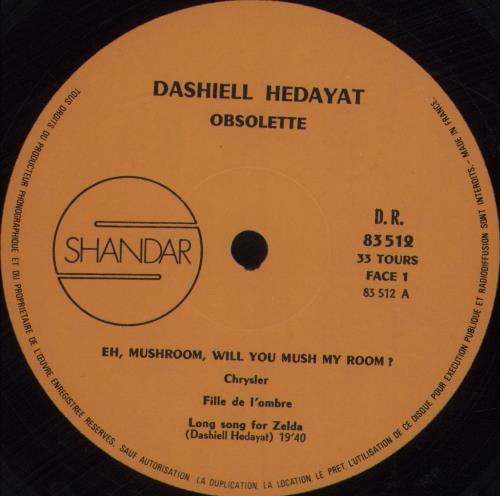 DASHIELL HEDAYAT
OBSOLETTE
SHANDAR
D. R.
83 512
33 TOURS
FACE 1
83 512 A
EH, MUSHROOM, WILL YOU MUSH MY ROOM ?
Chrysler
Fille de l'ombre
Long song for Zelda
(Dashiell Hedayat) 19'40
TOUS DROITS DU PRODUCTEUR PHONOGRAPHIQUE ET DU PROPRIETAIRE DE L'ŒUVRE ENREGISTREE RESERVES, SAUF AUTORISATION. LA DUPLICATION, LA LOCATION, LE PRET, L'UTILISATION DE CE DISQUE POUR EXECUTION PUBLIQUE ET RADIODIFFUSION SONT INTERDITS. - MADE IN FRANCE.